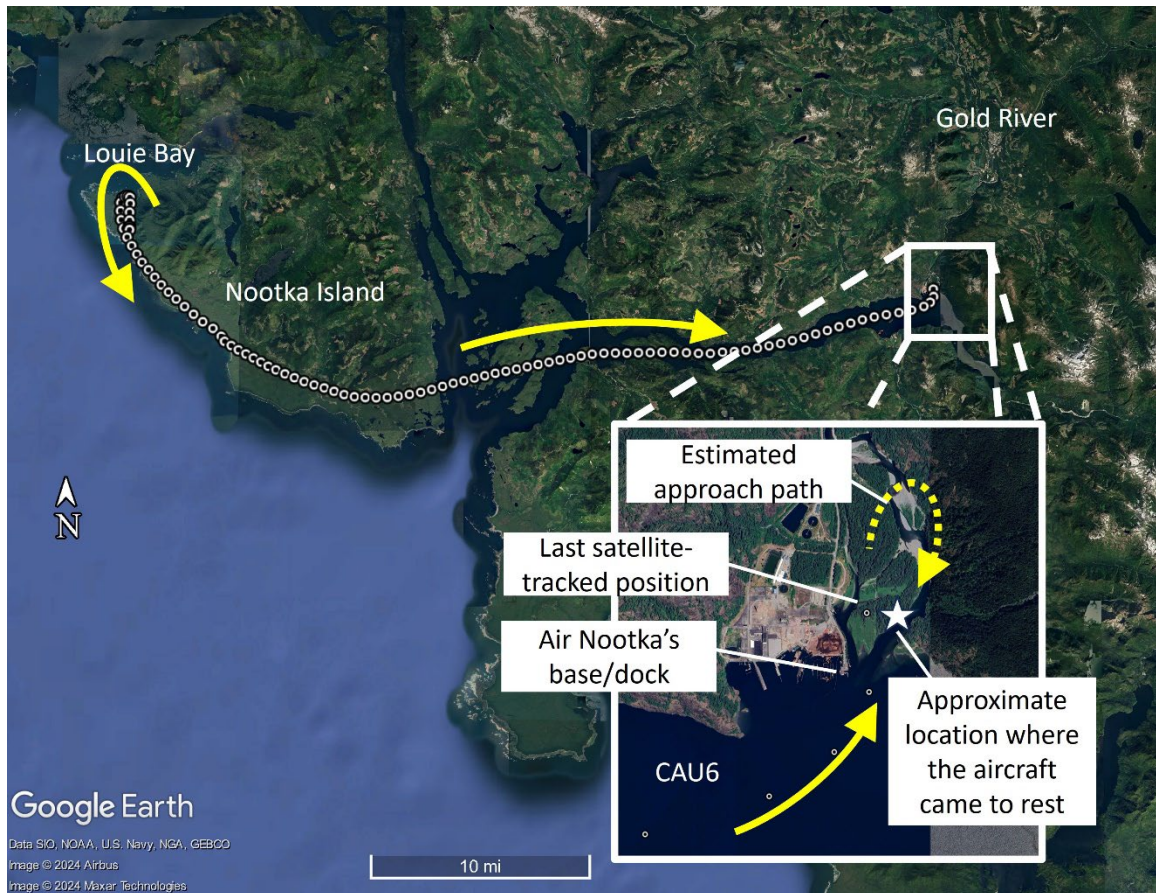 Gold River
Louie Bay
Nootka Island
N
Estimated
approach path
Last satellite-
tracked position
Air Nootka's
base/dock
Approximate
location where
the aircraft
came to rest
CAU6
Google Earth
Data SIO, NOAA, U.S. Navy, NGA, GEBCO
Image © 2024 Airbus
Image © 2024 Maxar Technologies
10 mi